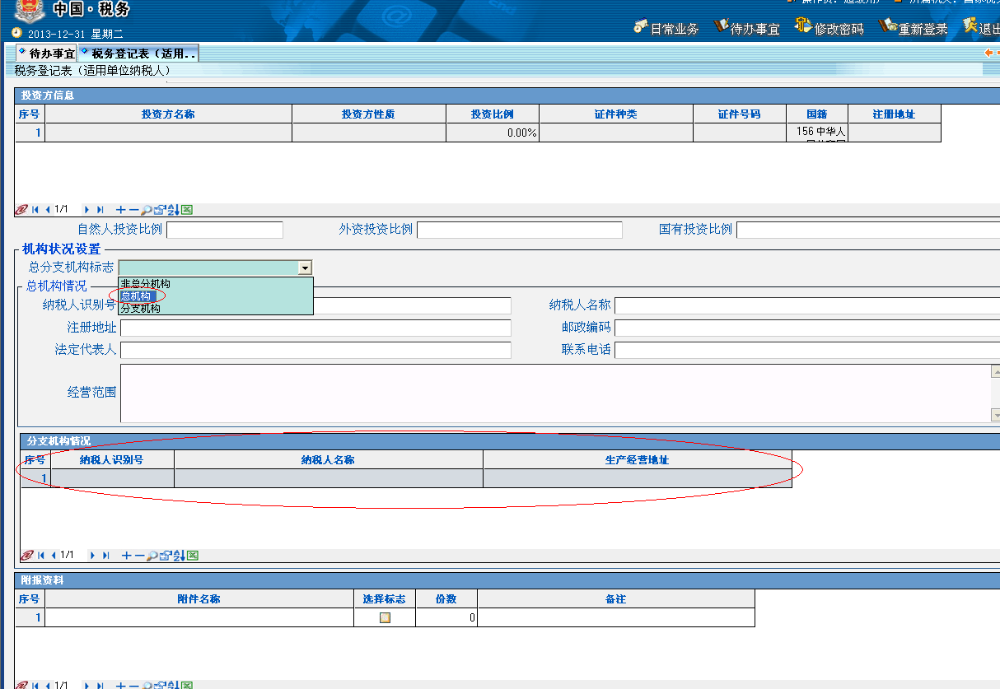 中国·税务
2013-12-31 星期二
日常业务 待办事宜 修改密码 重新登录 退出
待办事宜 税务登记表（适用..
税务登记表（适用单位纳税人）
投资方信息
序号 投资方名称 投资方性质 投资比例 证件种类 证件号码 国籍 注册地址
1 0.00% 156 中华人
1/1
自然人投资比例 外资投资比例 国有投资比例
机构状况设置
总分支机构标志
非总分机构
总机构
分支机构
总机构情况
纳税人识别号 纳税人名称
注册地址 邮政编码
法定代表人 联系电话
经营范围
分支机构情况
序号 纳税人识别号 纳税人名称 生产经营地址
1
1/1
附报资料
序号 附件名称 选择标志 份数 备注
1 0
1/1